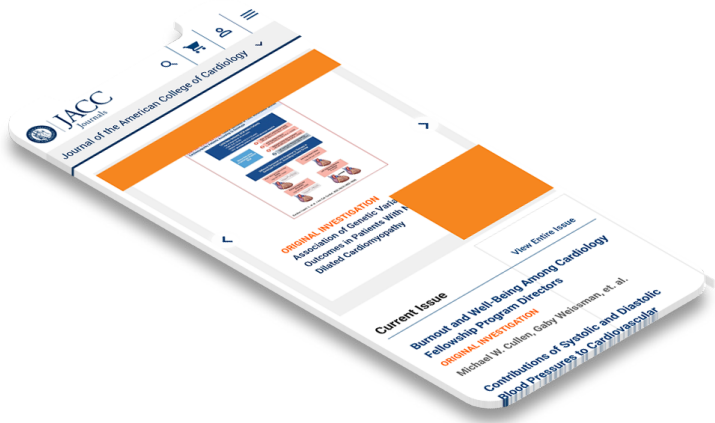 JACC
Journals
Journal of the American College of Cardiology
ORIGINAL INVESTIGATION
Association of Genetic
Outcomes in Patients With
Dilated Cardiomyopathy
Current Issue
View Entire Issue
Burnout and Well-Being Among Cardiology
Fellowship Program Directors
ORIGINAL INVESTIGATION
Michael W. Cullen, Gaby Weissman, et. al.
Contributions of Systolic and Diastolic
Blood Pressures to Cardiovascular